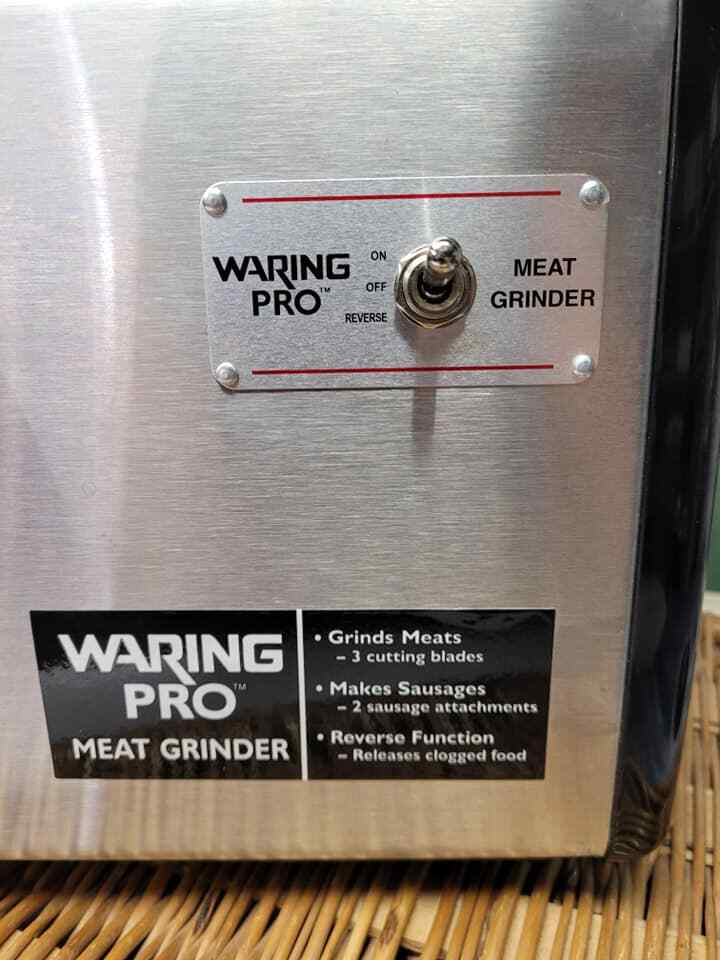 WARING
PRO™
ON
OFF
REVERSE
MEAT
GRINDER
WARING
PRO™
MEAT GRINDER
• Grinds Meats
– 3 cutting blades
• Makes Sausages
– 2 sausage attachments
• Reverse Function
– Releases clogged food